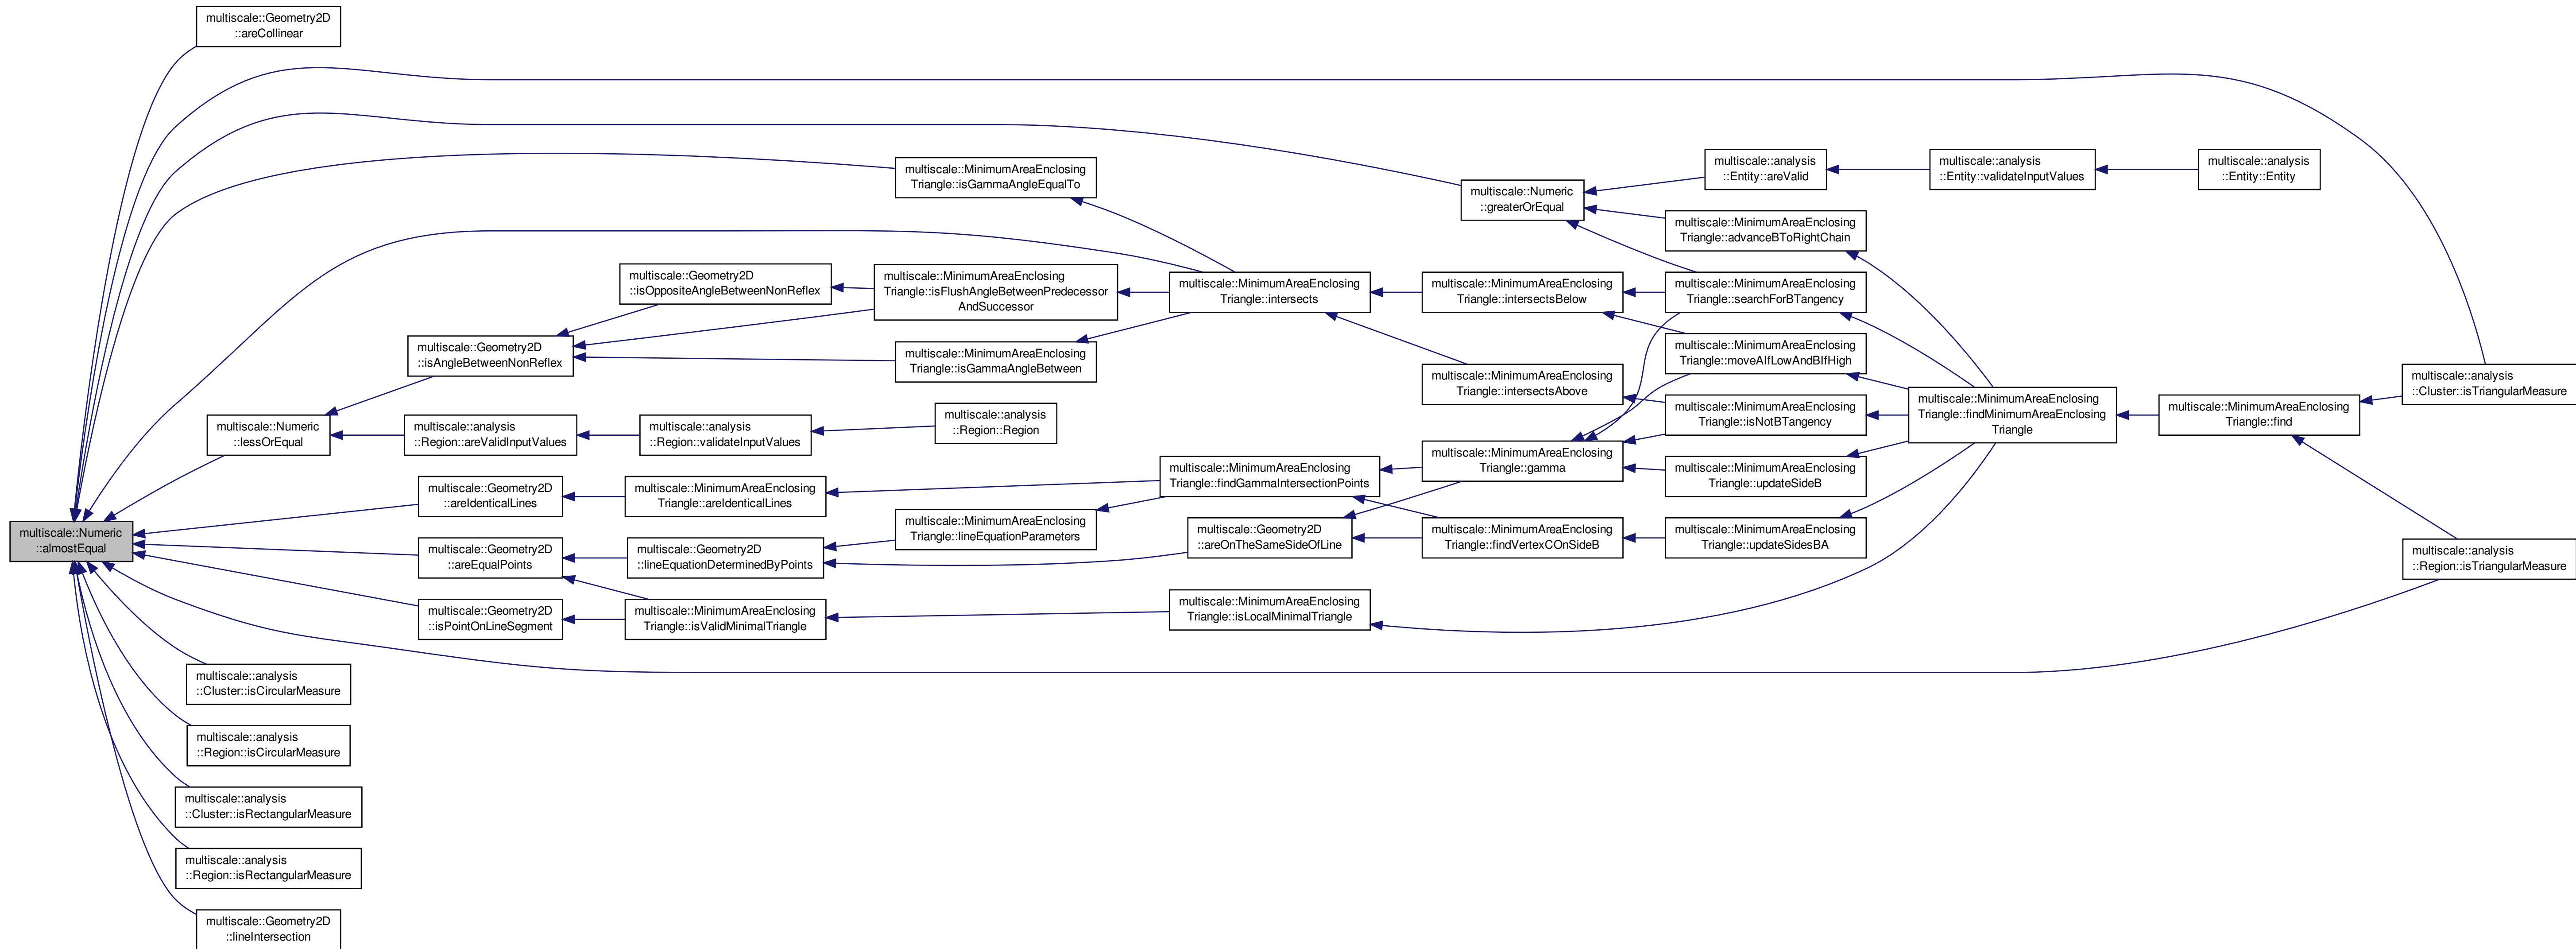 multiscale::Geometry2D
::areCollinear
multiscale::MinimumAreaEnclosing
Triangle::isGammaAngleEqualTo
multiscale::Numeric
::greaterOrEqual
multiscale::analysis
::Entity::areValid
multiscale::analysis
::Entity::validateInputValues
multiscale::analysis
::Entity::Entity
multiscale::MinimumAreaEnclosing
Triangle::advanceBToRightChain
multiscale::Geometry2D
::isOppositeAngleBetweenNonReflex
multiscale::MinimumAreaEnclosing
Triangle::isFlushAngleBetweenPredecessor
AndSuccessor
multiscale::MinimumAreaEnclosing
Triangle::intersects
multiscale::MinimumAreaEnclosing
Triangle::intersectsBelow
multiscale::MinimumAreaEnclosing
Triangle::searchForBTangency
multiscale::Geometry2D
::isAngleBetweenNonReflex
multiscale::MinimumAreaEnclosing
Triangle::isGammaAngleBetween
multiscale::MinimumAreaEnclosing
Triangle::moveAIfLowAndBIfHigh
multiscale::MinimumAreaEnclosing
Triangle::intersectsAbove
multiscale::analysis
::Cluster::isTriangularMeasure
multiscale::Numeric
::lessOrEqual
multiscale::analysis
::Region::areValidInputValues
multiscale::analysis
::Region::validateInputValues
multiscale::analysis
::Region::Region
multiscale::MinimumAreaEnclosing
Triangle::isNotBTangency
multiscale::MinimumAreaEnclosing
Triangle::findMinimumAreaEnclosing
Triangle
multiscale::MinimumAreaEnclosing
Triangle::find
multiscale::MinimumAreaEnclosing
Triangle::gamma
multiscale::MinimumAreaEnclosing
Triangle::findGammaIntersectionPoints
multiscale::MinimumAreaEnclosing
Triangle::updateSideB
multiscale::Geometry2D
::areIdenticalLines
multiscale::MinimumAreaEnclosing
Triangle::areIdenticalLines
multiscale::MinimumAreaEnclosing
Triangle::lineEquationParameters
multiscale::Geometry2D
::areOnTheSameSideOfLine
multiscale::MinimumAreaEnclosing
Triangle::findVertexCOnSideB
multiscale::MinimumAreaEnclosing
Triangle::updateSidesBA
multiscale::Numeric
::almostEqual
multiscale::Geometry2D
::areEqualPoints
multiscale::Geometry2D
::lineEquationDeterminedByPoints
multiscale::analysis
::Region::isTriangularMeasure
multiscale::Geometry2D
::isPointOnLineSegment
multiscale::MinimumAreaEnclosing
Triangle::isValidMinimalTriangle
multiscale::MinimumAreaEnclosing
Triangle::isLocalMinimalTriangle
multiscale::analysis
::Cluster::isCircularMeasure
multiscale::analysis
::Region::isCircularMeasure
multiscale::analysis
::Cluster::isRectangularMeasure
multiscale::analysis
::Region::isRectangularMeasure
multiscale::Geometry2D
::lineIntersection